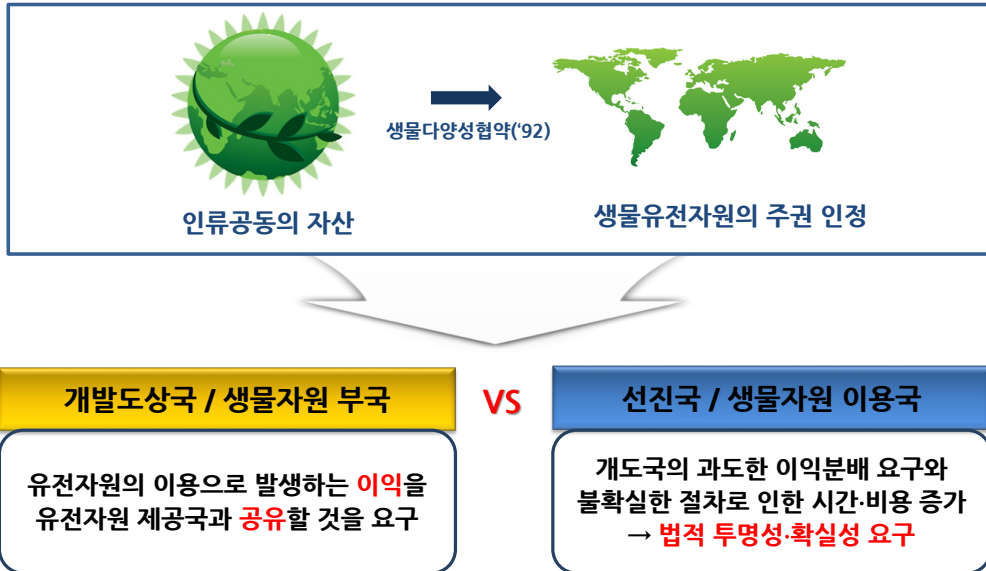 생물다양성협약(‘92)
인류공동의 자산
생물유전자원의 주권 인정
개발도상국 / 생물자원 부국
VS
선진국 / 생물자원 이용국
유전자원의 이용으로 발생하는 이익을
유전자원 제공국과 공유할 것을 요구
개도국의 과도한 이익분배 요구와
불확실한 절차로 인한 시간·비용 증가
→ 법적 투명성·확실성 요구